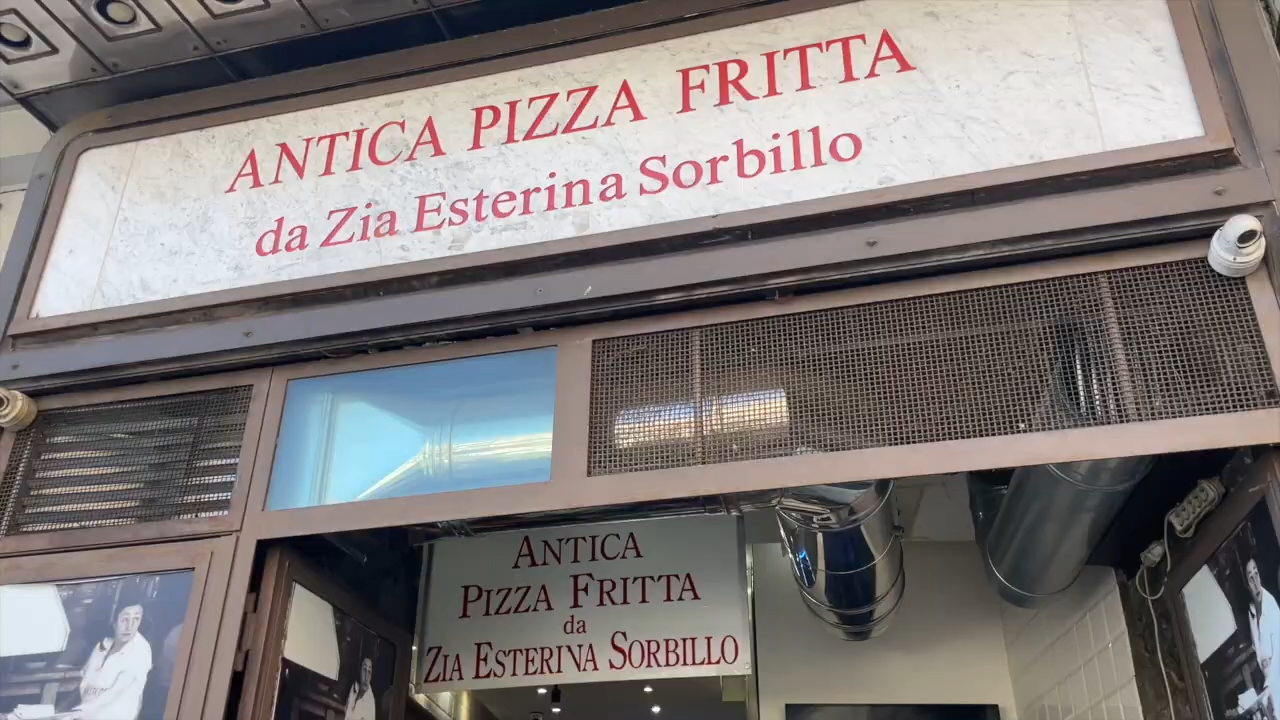 ANTICA PIZZA FRITTA
da Zia Esterina Sorbillo
ANTICA
PIZZA FRITTA
da
ZIA ESTERINA SORBILLO